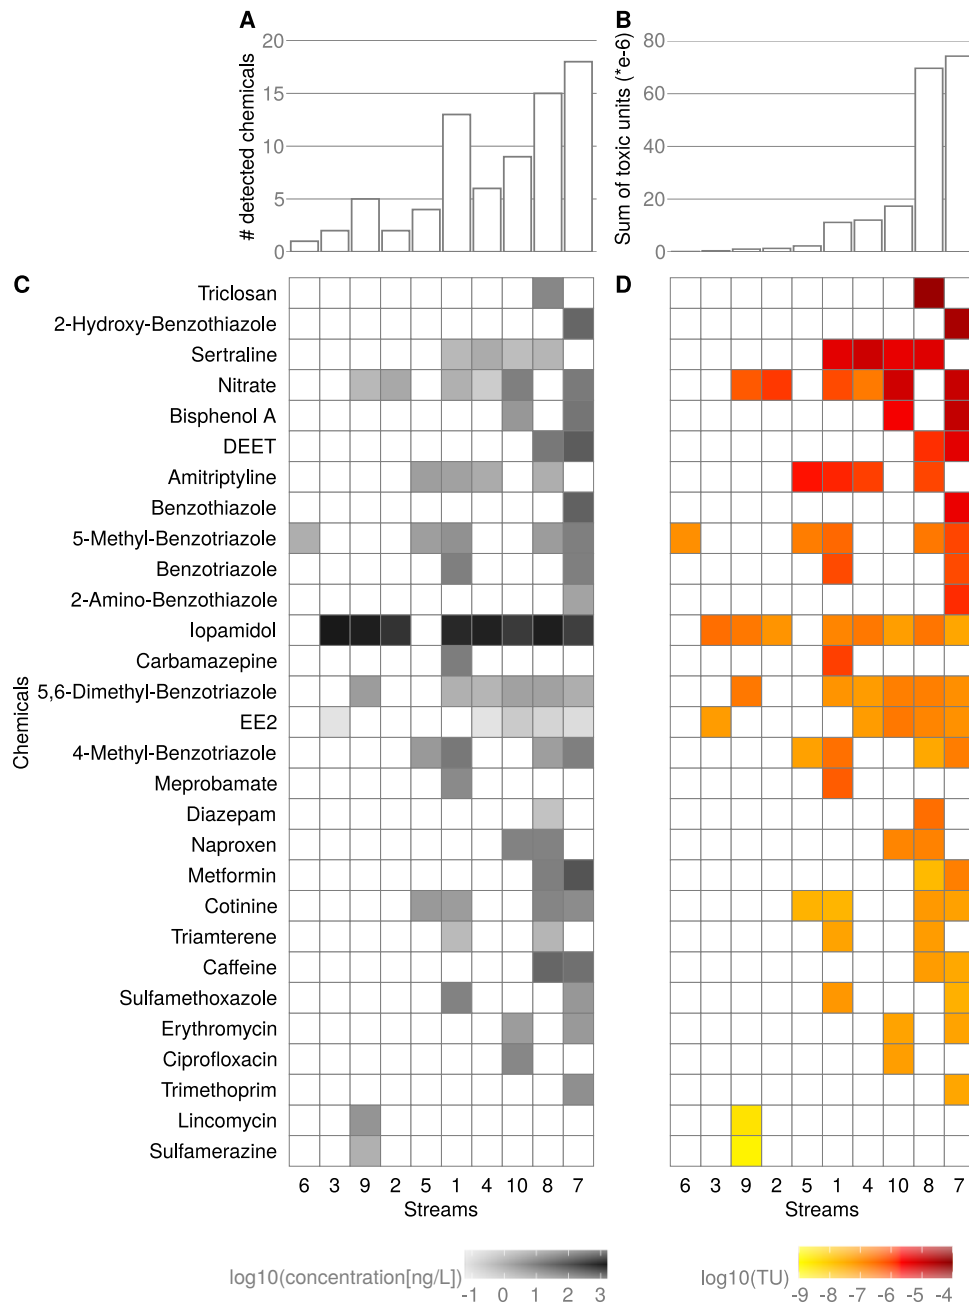 A
# detected chemicals
20
15
10
5
0
B
Sum of toxic units (*e-6)
80
60
40
20
0
C
Chemicals
Triclosan
2-Hydroxy-Benzothiazole
Sertraline
Nitrate
Bisphenol A
DEET
Amitriptyline
Benzothiazole
5-Methyl-Benzotriazole
Benzotriazole
2-Amino-Benzothiazole
Iopamidol
Carbamazepine
5,6-Dimethyl-Benzotriazole
EE2
4-Methyl-Benzotriazole
Meprobamate
Diazepam
Naproxen
Metformin
Cotinine
Triamterene
Caffeine
Sulfamethoxazole
Erythromycin
Ciprofloxacin
Trimethoprim
Lincomycin
Sulfamerazine
6 3 9 2 5 1 4 10 8 7
Streams
log10(concentration[ng/L])
-1 0 1 2 3
D
6 3 9 2 5 1 4 10 8 7
Streams
log10(TU)
-9 -8 -7 -6 -5 -4